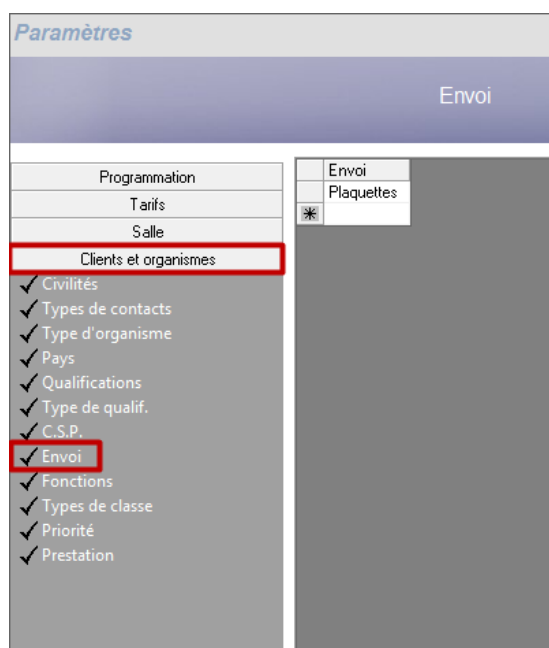 Paramètres
Envoi
Programmation
Tarifs
Salle
Clients et organismes
Civilités
Types de contacts
Type d'organisme
Pays
Qualifications
Type de qualif.
C.S.P.
Envoi
Fonctions
Types de classe
Priorité
Prestation
Envoi
Plaquettes